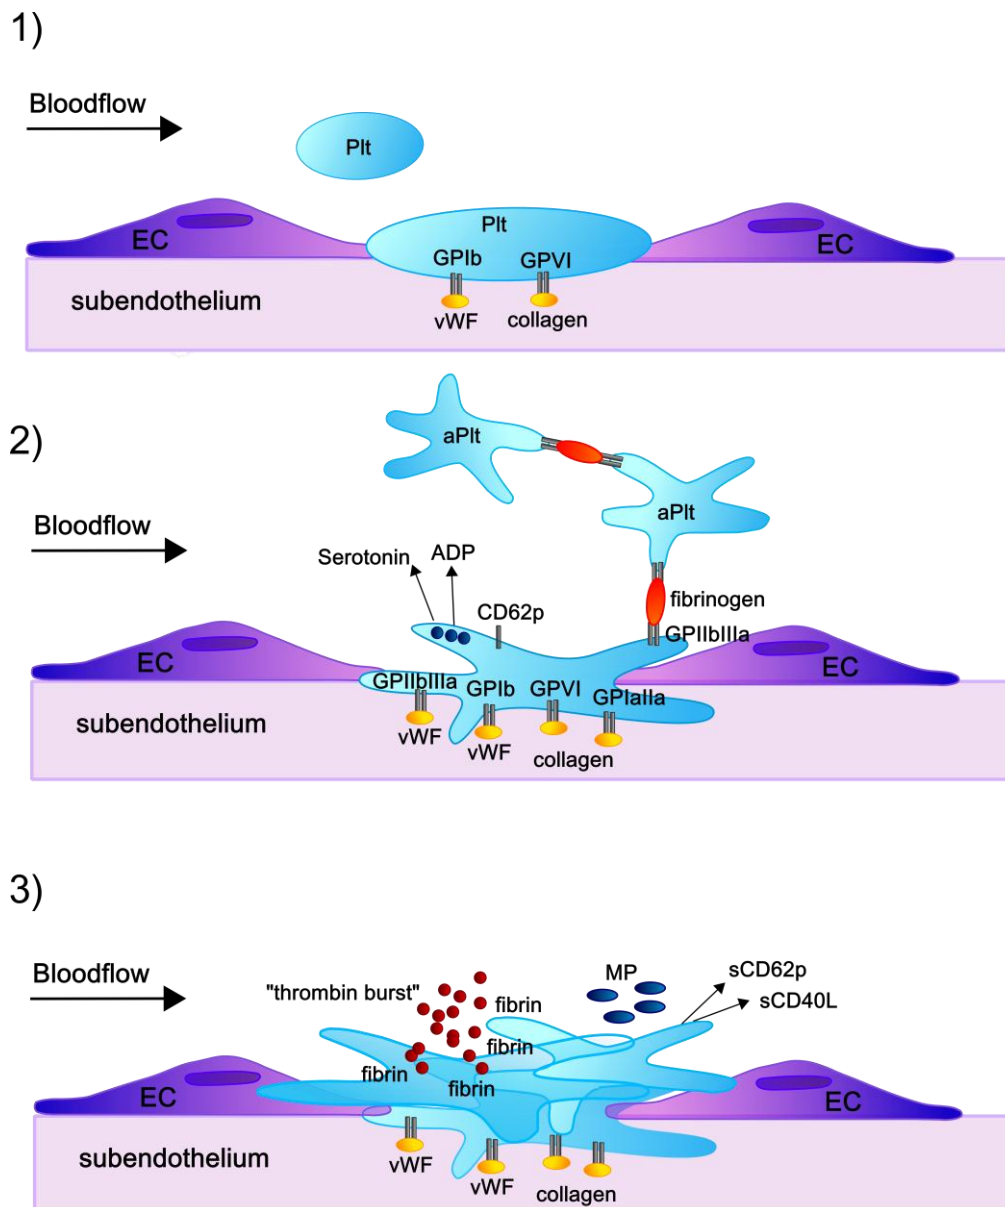 1)
Bloodflow
Plt
Plt
EC
GPIb
GPVI
EC
subendothelium
vWF
collagen
2)
aPlt
aPlt
Bloodflow
Serotonin
ADP
CD62p
fibrinogen
GPIIbIIIa
EC
EC
GPIIbIIIa
GPIb
GPVI
GPIaIIa
subendothelium
vWF
vWF
collagen
3)
Bloodflow
"thrombin burst"
MP
sCD62p
sCD40L
fibrin
fibrin
fibrin
fibrin
EC
EC
subendothelium
vWF
vWF
collagen